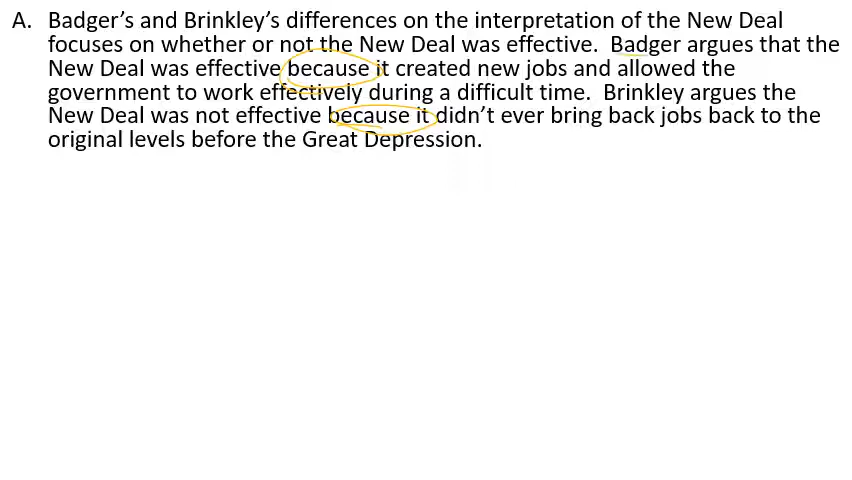 A. Badger’s and Brinkley’s differences on the interpretation of the New Deal
focuses on whether or not the New Deal was effective. Badger argues that the
New Deal was effective because it created new jobs and allowed the
government to work effectively during a difficult time. Brinkley argues the
New Deal was not effective because it didn’t ever bring back jobs back to the
original levels before the Great Depression.